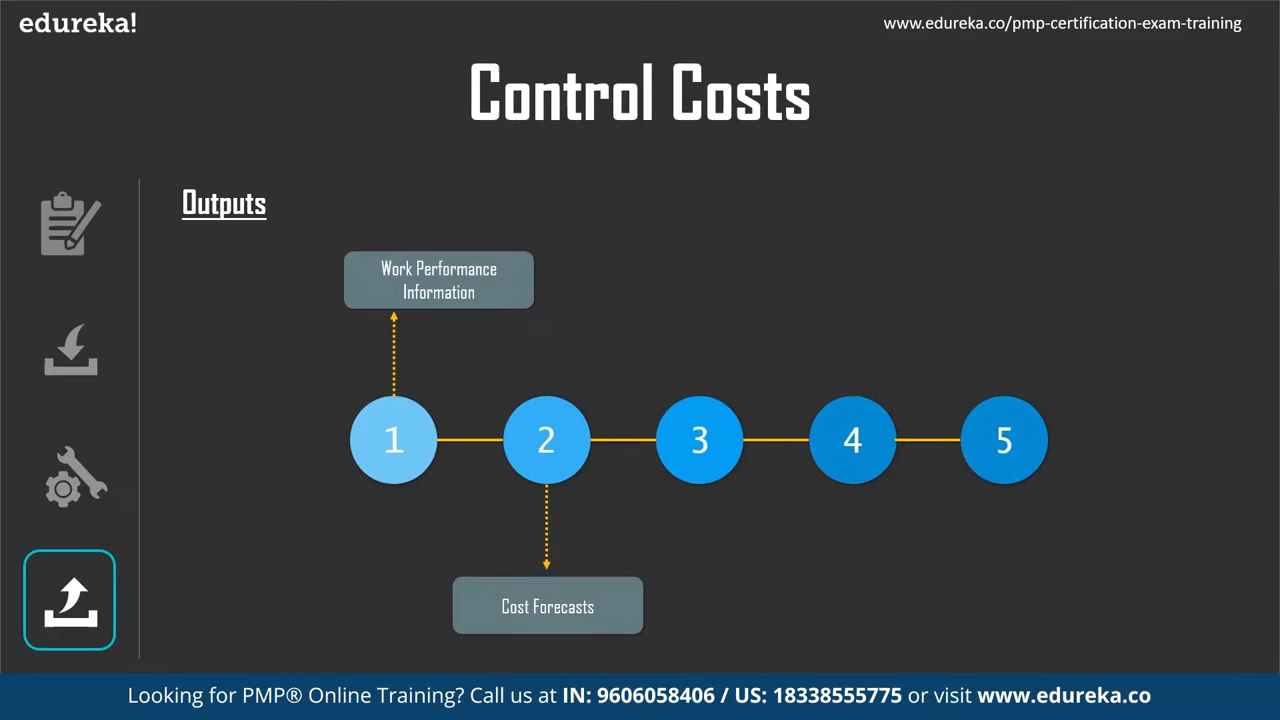 edureka!
www.edureka.co/pmp-certification-exam-training
Control Costs
Outputs
Work Performance
Information
1
2
3
4
5
Cost Forecasts
Looking for PMP® Online Training? Call us at IN: 9606058406 / US: 18338555775 or visit www.edureka.co